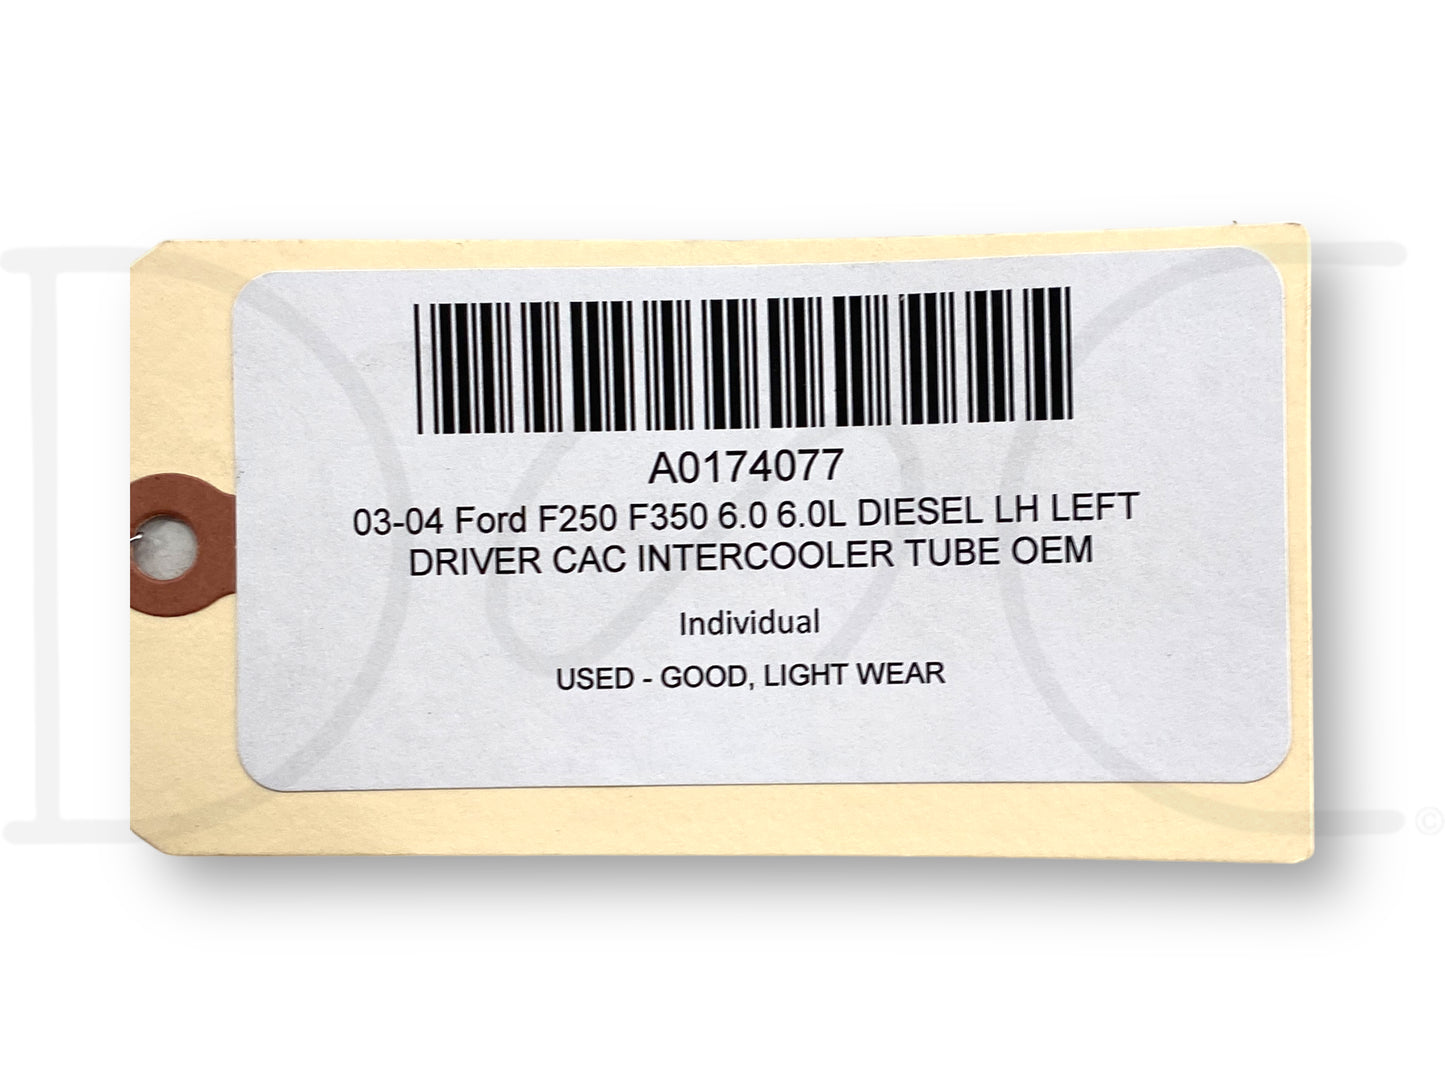 A0174077
03-04 Ford F250 F350 6.0 6.0L DIESEL LH LEFT
DRIVER CAC INTERCOOLER TUBE OEM
Individual
USED - GOOD, LIGHT WEAR